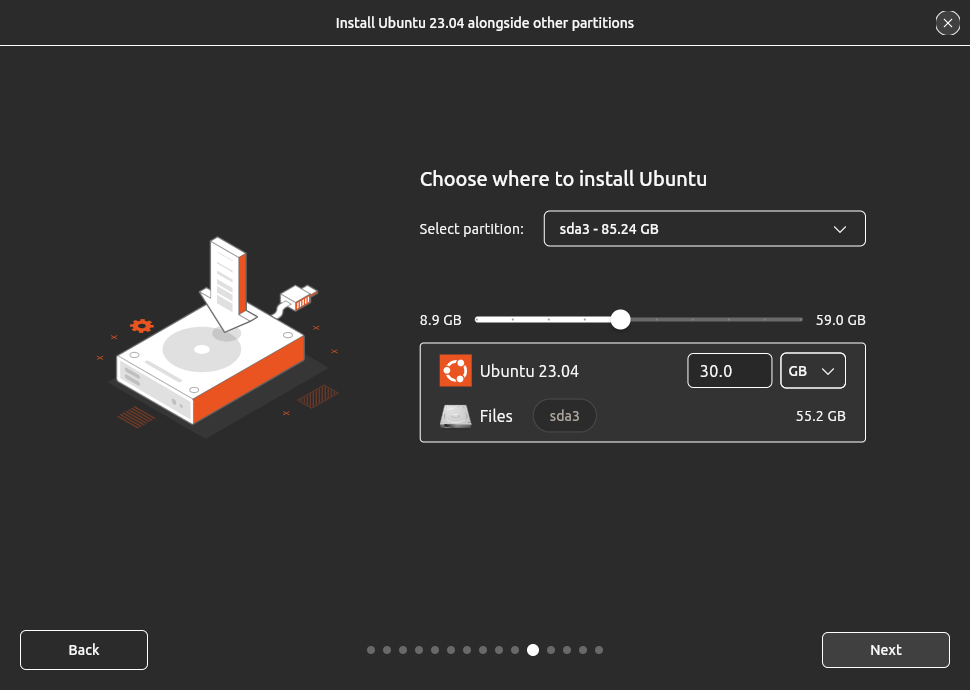 Install Ubuntu 23.04 alongside other partitions
Choose where to install Ubuntu
Select partition: sda3 - 85.24 GB
8.9 GB 59.0 GB
Ubuntu 23.04 30.0 GB
Files sda3 55.2 GB
Back Next